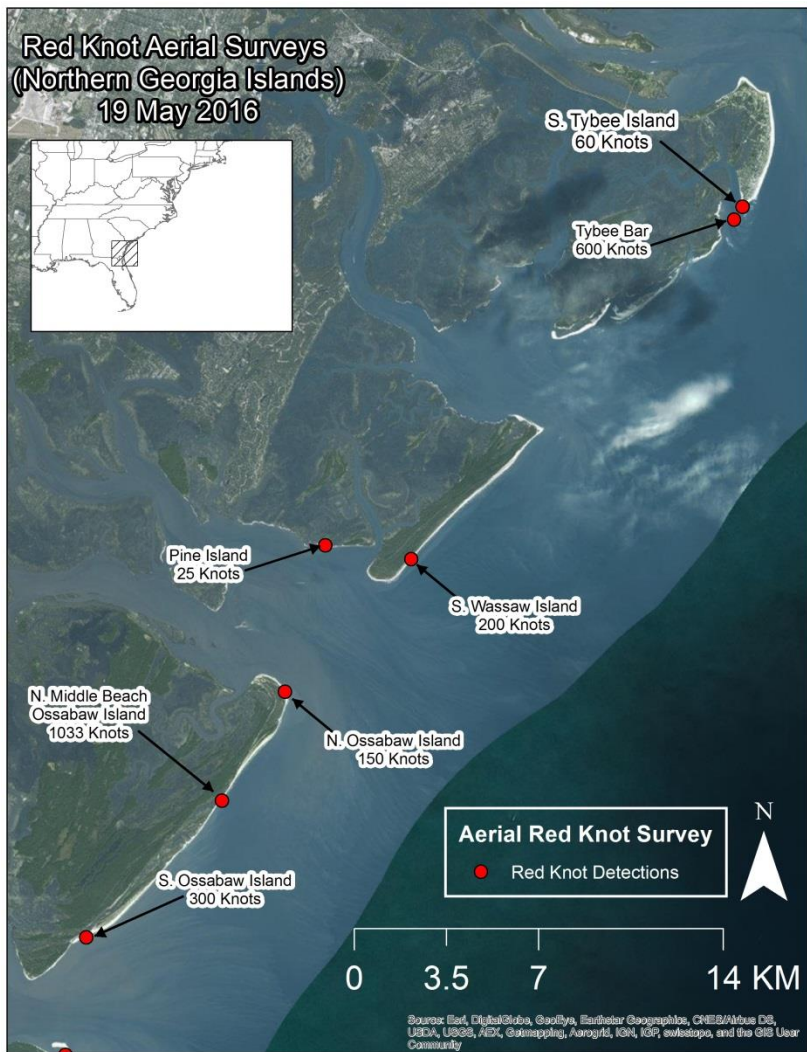 Red Knot Aerial Surveys
(Northern Georgia Islands)
19 May 2016
S. Tybee Island
60 Knots
Tybee Bar
600 Knots
Pine Island
25 Knots
S. Wassaw Island
200 Knots
N. Middle Beach
Ossabaw Island
1033 Knots
N. Ossabaw Island
150 Knots
S. Ossabaw Island
300 Knots
Aerial Red Knot Survey
Red Knot Detections
N
0 3.5 7 14 KM
Source: Esri, DigitalGlobe, GeoEye, Earthstar Geographics, CNES/Airbus DS,
USDA, USGS, AEX, Getmapping, Aerogrid, IGN, IGP, swisstopo, and the GIS User
Community